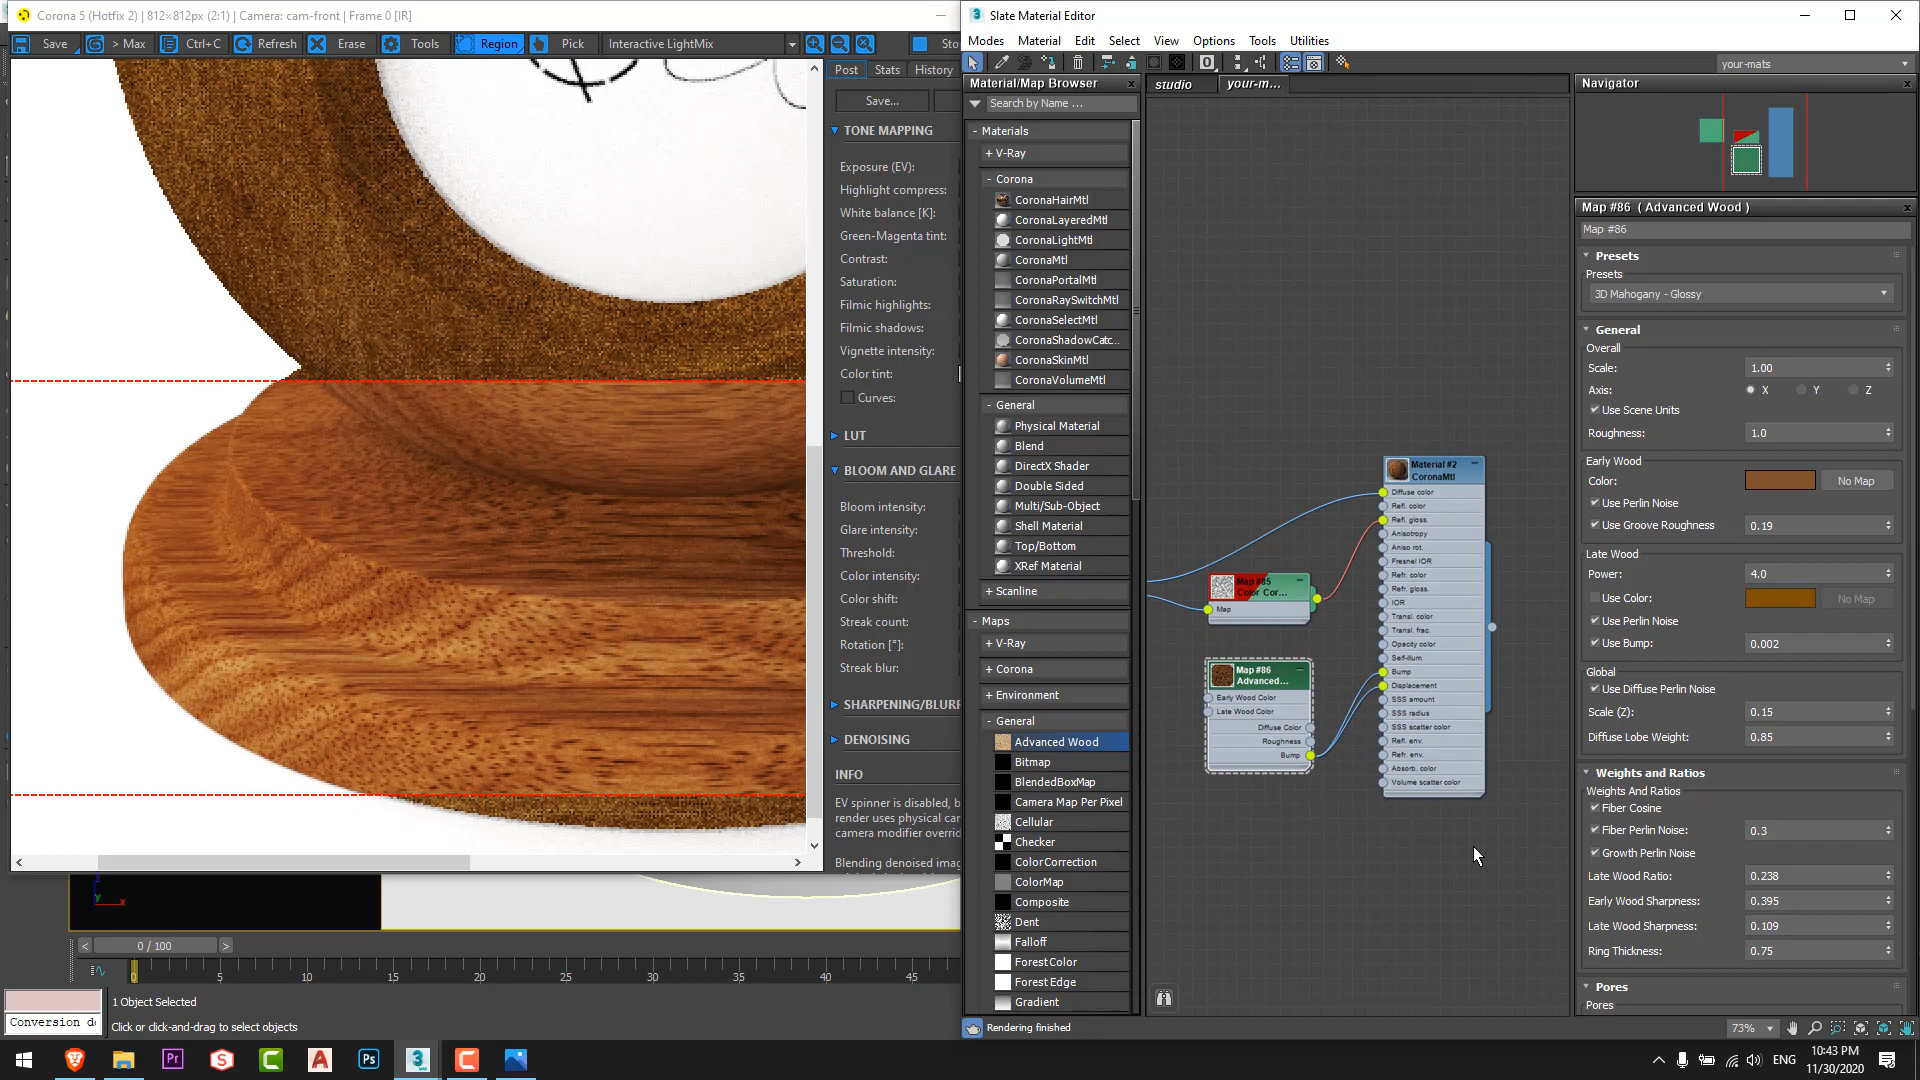 Corona 5 (Hotfix 2) | 812×812px (2:1) | Camera: cam-front | Frame 0 [IR]
Save
> Max
Ctrl+C
Refresh
Erase
Tools
Region
Pick
Interactive LightMix
Sto
Post
Stats
History
Save...
TONE MAPPING
Exposure (EV):
Highlight compress:
White balance [K]:
Green-Magenta tint:
Contrast:
Saturation:
Filmic highlights:
Filmic shadows:
Vignette intensity:
Color tint:
Curves:
LUT
BLOOM AND GLARE
Bloom intensity:
Glare intensity:
Threshold:
Color intensity:
Color shift:
Streak count:
Rotation [°]:
Streak blur:
SHARPENING/BLURR
DENOISING
INFO
EV spinner is disabled, b
render uses physical car
camera modifier overrid
Blending denoised imag
Y
X
< 0 / 100 >
0 5 10 15 20 25 30 35 40 45
Conversion d
1 Object Selected
Click or click-and-drag to select objects
Slate Material Editor
Modes Material Edit Select View Options Tools Utilities
your-mats
Material/Map Browser
Search by Name ...
- Materials
+ V-Ray
- Corona
CoronaHairMtl
CoronaLayeredMtl
CoronaLightMtl
CoronaMtl
CoronaPortalMtl
CoronaRaySwitchMtl
CoronaSelectMtl
CoronaShadowCatc...
CoronaSkinMtl
CoronaVolumeMtl
- General
Physical Material
Blend
DirectX Shader
Double Sided
Multi/Sub-Object
Shell Material
Top/Bottom
XRef Material
+ Scanline
- Maps
+ V-Ray
+ Corona
+ Environment
- General
Advanced Wood
Bitmap
BlendedBoxMap
Camera Map Per Pixel
Cellular
Checker
ColorCorrection
ColorMap
Composite
Dent
Falloff
ForestColor
ForestEdge
Gradient
Rendering finished
studio
your-m...
Material #2
CoronaMtl
Diffuse color
Refl. color
Refl. gloss.
Anisotropy
Aniso rot.
Fresnel IOR
Refr. color
Refr. gloss.
IOR
Transl. color
Transl. frac.
Opacity color
Self-illum.
Bump
Displacement
SSS amount
SSS radius
SSS scatter color
Refl. env.
Refr. env.
Absorb. color
Volume scatter color
Map #85
Color Cor...
Map
Map #86
Advanced...
Early Wood Color
Late Wood Color
Diffuse Color
Roughness
Bump
Navigator
Map #86 ( Advanced Wood )
Map #86
Presets
Presets
3D Mahogany - Glossy
General
Overall
Scale: 1.00
Axis: X Y Z
Use Scene Units
Roughness: 1.0
Early Wood
Color: No Map
Use Perlin Noise
Use Groove Roughness 0.19
Late Wood
Power: 4.0
Use Color: No Map
Use Perlin Noise
Use Bump: 0.002
Global
Use Diffuse Perlin Noise
Scale (Z): 0.15
Diffuse Lobe Weight: 0.85
Weights and Ratios
Weights And Ratios
Fiber Cosine
Fiber Perlin Noise: 0.3
Growth Perlin Noise
Late Wood Ratio: 0.238
Early Wood Sharpness: 0.395
Late Wood Sharpness: 0.109
Ring Thickness: 0.75
Pores
Pores
73%
ENG
10:43 PM
11/30/2020